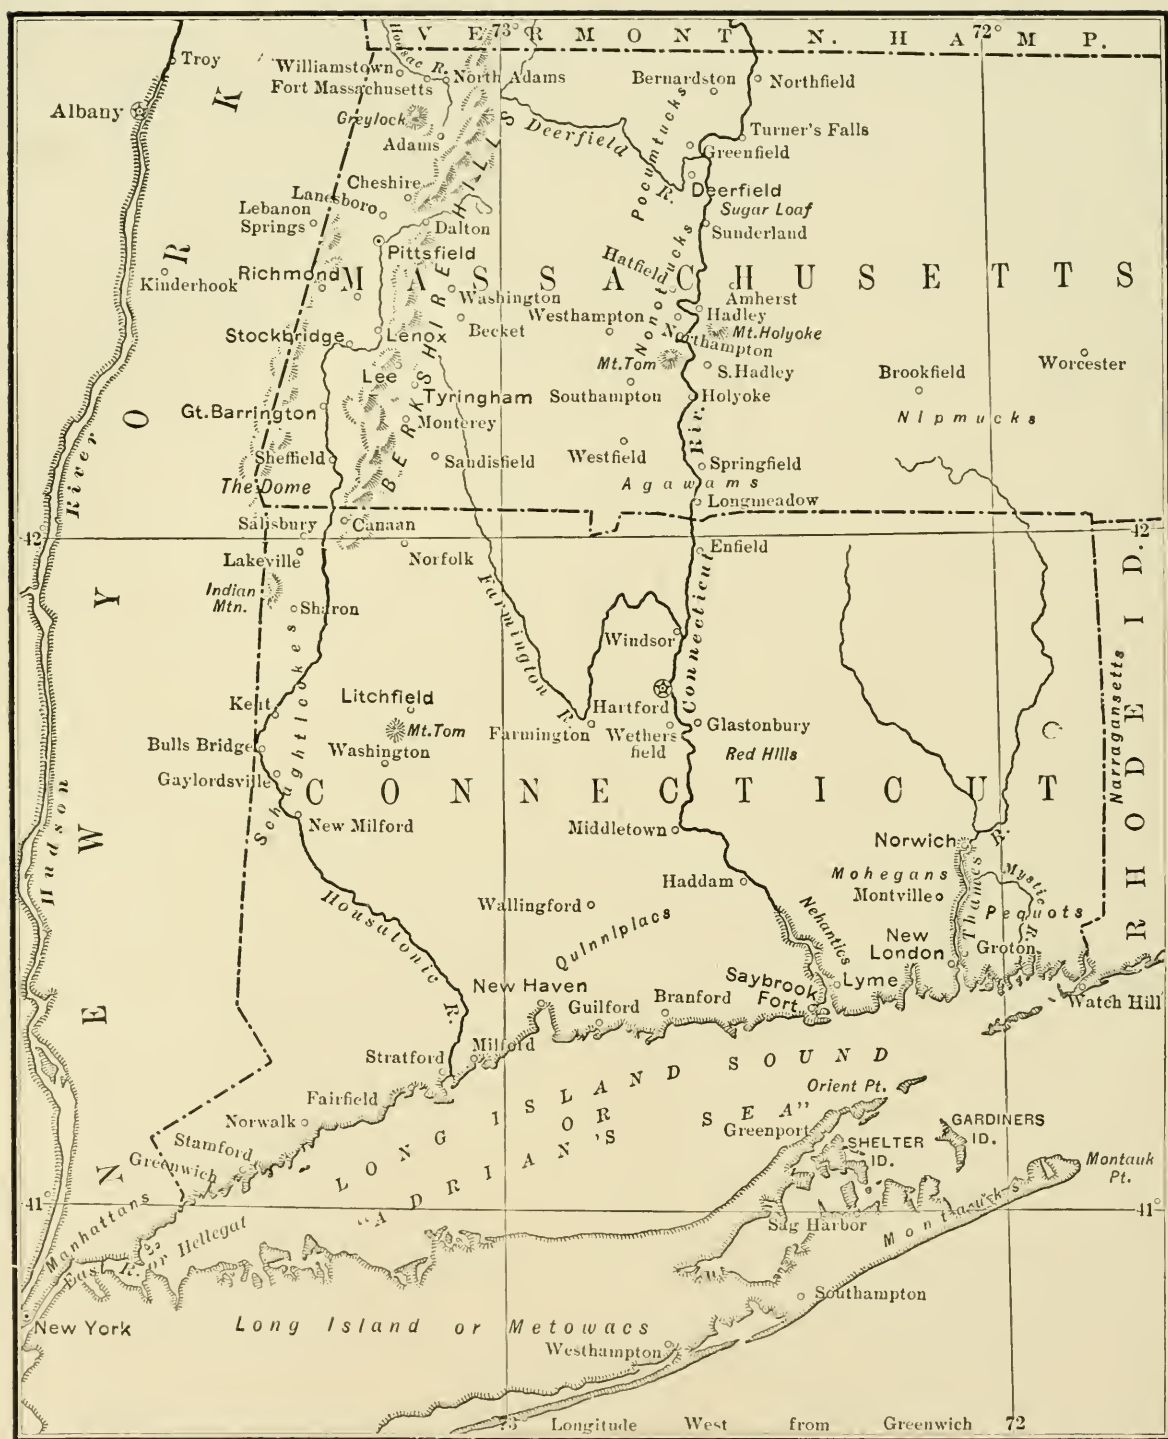 VERMONT
73°
N. HAMP.
72°
Troy
Hoosac R.
Williamstown
North Adams
Fort Massachusetts
Bernardston
Northfield
Albany
Greylock
Adams
Deerfield R.
Pocumtucks
Turner's Falls
Greenfield
Deerfield
Cheshire
Lanesboro
Lebanon
Springs
Sugar Loaf
Dalton
Sunderland
Pittsfield
Hatfield
Nonotucks
Richmond
Kinderhook
MASSACHUSETTS
Washington
Amherst
Westhampton
Hadley
Becket
Northampton
Mt. Holyoke
Stockbridge
Lenox
BERKSHIRE HILLS
Mt. Tom
S. Hadley
Worcester
Lee
Brookfield
Tyringham
Southampton
Holyoke
Gt. Barrington
Monterey
Nipmucks
Sheffield
Sandisfield
Westfield
Springfield
The Dome
Agawams
Longmeadow
Hudson River
NEW YORK
Salisbury
Canaan
42
42
Lakeville
Norfolk
Enfield
Indian
Mtn.
Sharon
Farmington R.
Windsor
Connecticut Riv.
Schaghticokes
Kent
Litchfield
Hartford
Mt. Tom
Farmington
Wethers
field
Glastonbury
Bulls Bridge
Washington
Red Hills
Gaylordsville
CONNECTICUT
Narragansetts
RHODE ID.
New Milford
Middletown
Norwich
Haddam
Mohegans
Montville
Thames R.
Mystic R.
Pequots
Housatonic R.
Wallingford
Quinnipiacs
Nehantics
New
London
Groton
New Haven
Saybrook
Fort
Lyme
Guilford
Branford
Watch Hill
Stratford
Milford
LONG ISLAND SOUND
OR
"ADRIAN'S SEA"
Fairfield
Orient Pt.
Norwalk
Greenport
GARDINERS
ID.
Stamford
SHELTER
ID.
Greenwich
Montauk
Pt.
41°
41°
Manhattans
Sag Harbor
Montauks
East R. or Hellegat
Southampton
New York
Long Island or Metowacs
Westhampton
73
Longitude West from Greenwich
72